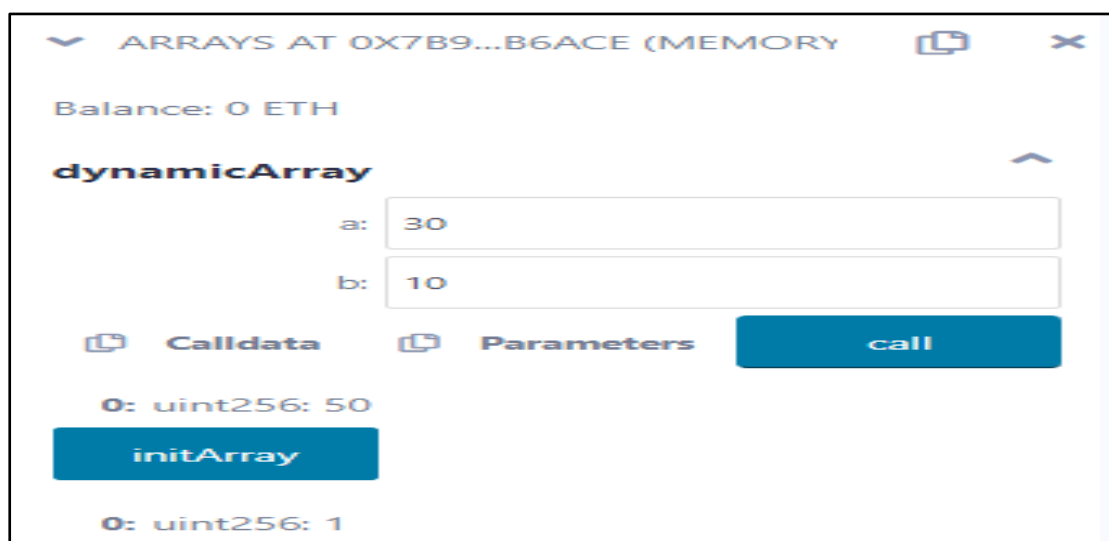 ARRAYS AT 0X7B9...B6ACE (MEMORY
Balance: 0 ETH
dynamicArray
a: 30
b: 10
Calldata Parameters call
0: uint256: 50
initArray
0: uint256: 1